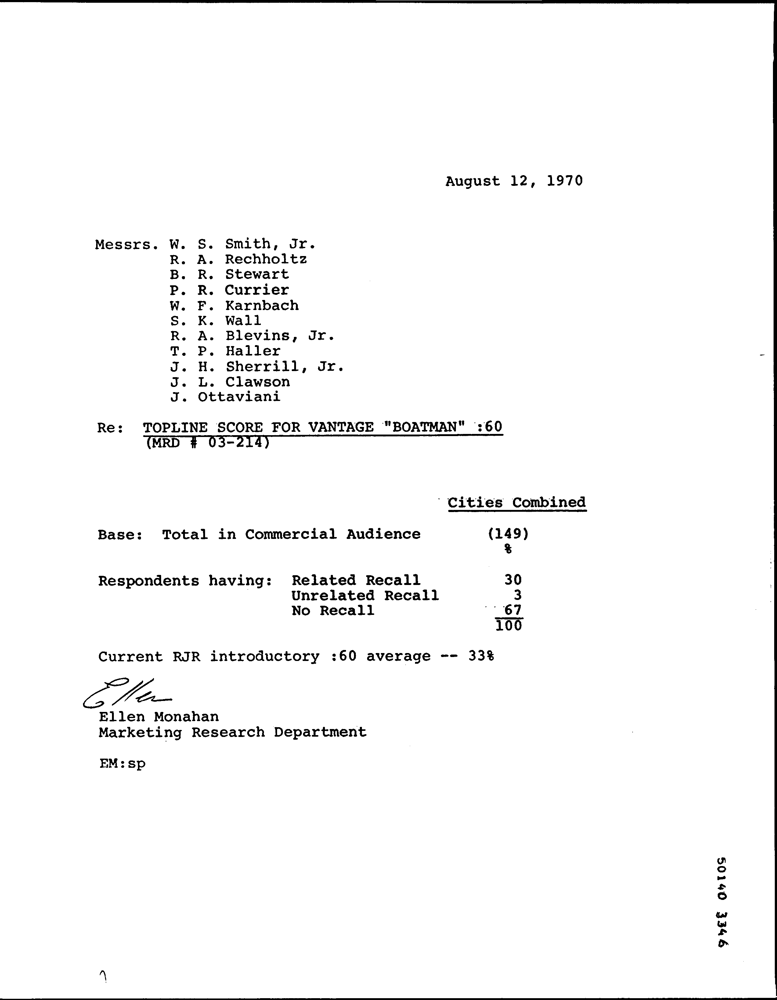 August 12, 1970
Messrs. W. S. Smith, Jr.
R. A. Rechholtz
B. R. Stewart
P. R. Currier
W. F. Karnbach
S. K. Wall
R. A. Blevins, Jr.
T. P. Haller
J. H. Sherrill, Jr.
J. L. Clawson
J. Ottaviani
Re: TOPLINE SCORE FOR VANTAGE "BOATMAN" :60
(MRD # 03-214)
Cities Combined
Base: Total in Commercial Audience (149)
%
Respondents having: Related Recall 30
Unrelated Recall 3
No Recall 67
100
Current RJR introductory :60 average -- 33%
Ellen
Ellen Monahan
Marketing Research Department
EM:sp
50140 3346